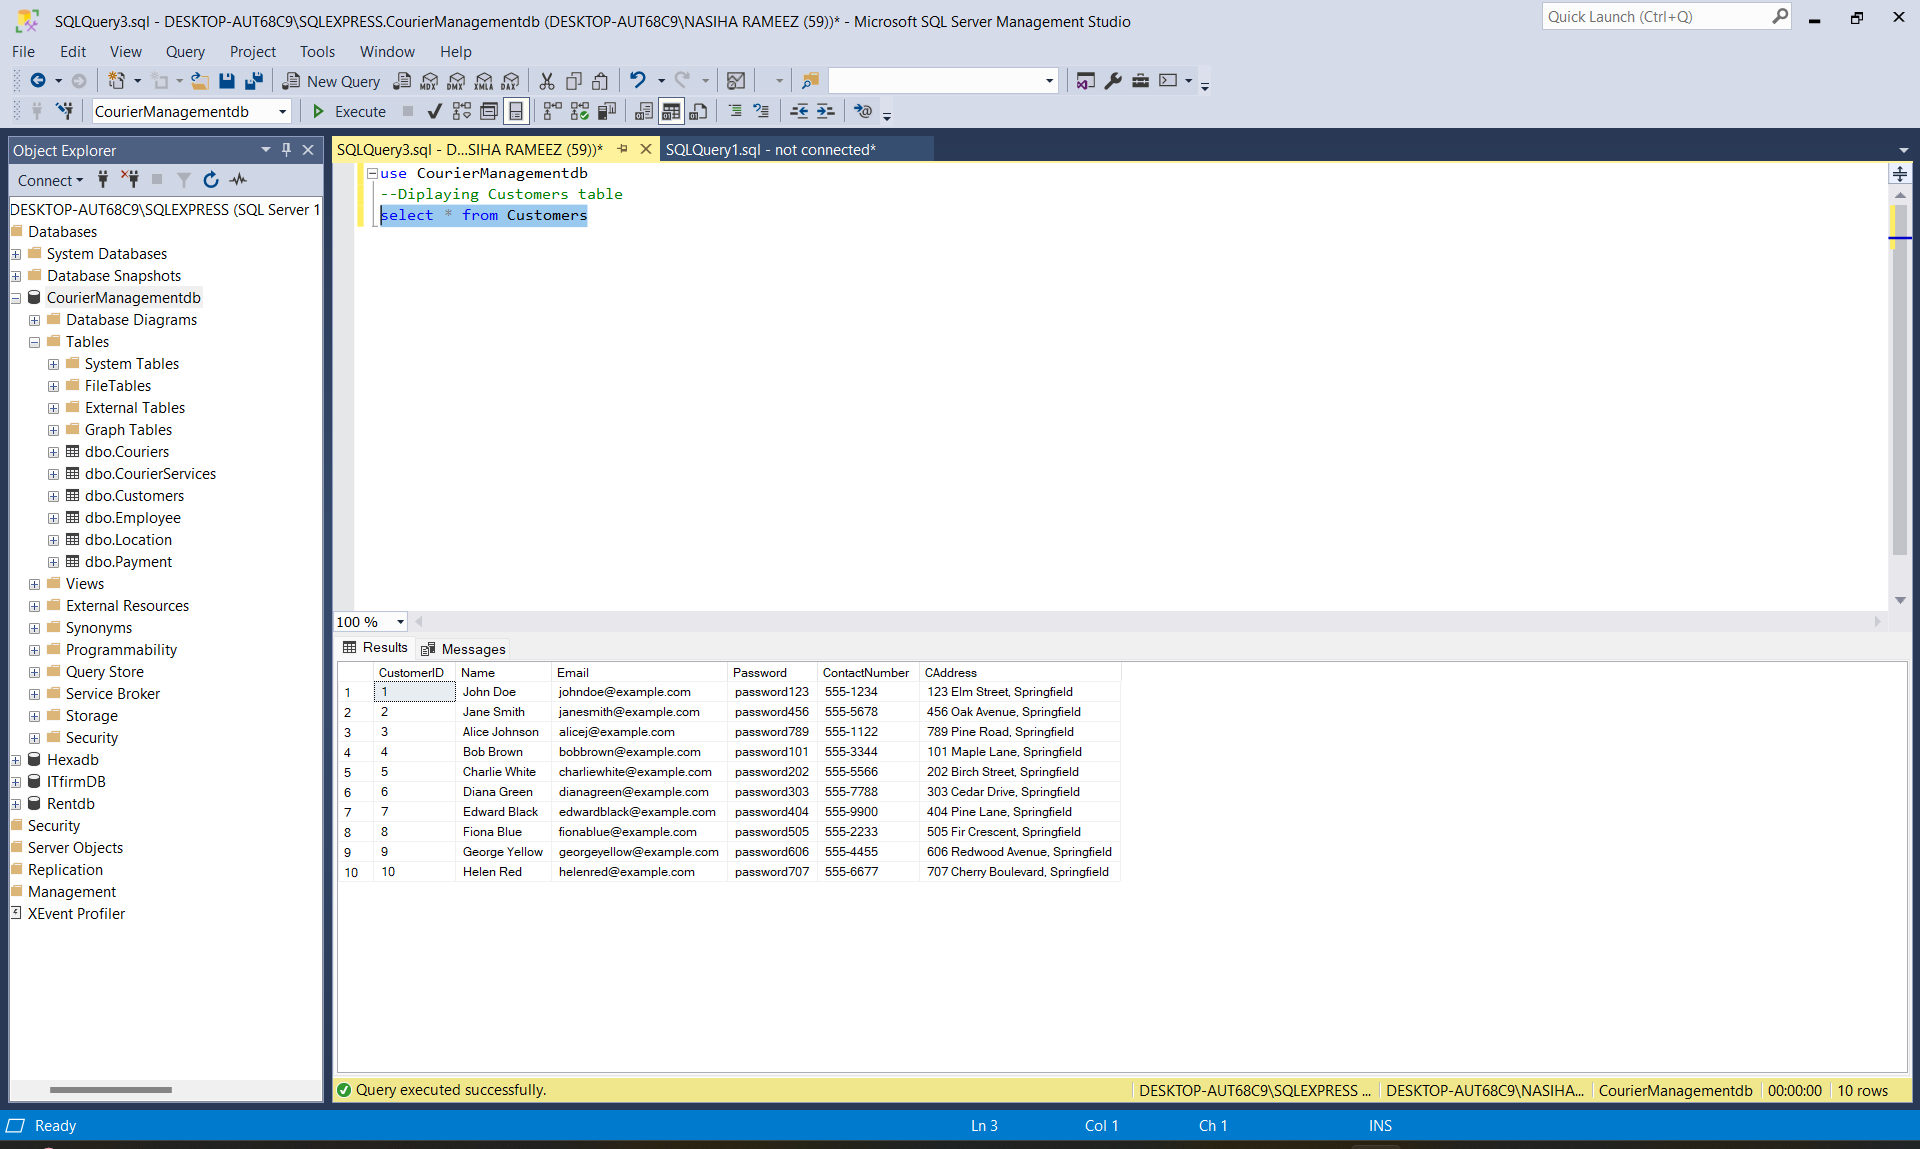 SQLQuery3.sql - DESKTOP-AUT68C9\SQLEXPRESS.CourierManagementdb (DESKTOP-AUT68C9\NASIHA RAMEEZ (59))* - Microsoft SQL Server Management Studio
Quick Launch (Ctrl+Q)
File Edit View Query Project Tools Window Help
New Query MDX DMX XMLA DAX
CourierManagementdb Execute
Object Explorer
Connect
DESKTOP-AUT68C9\SQLEXPRESS (SQL Server 1
Databases
System Databases
Database Snapshots
CourierManagementdb
Database Diagrams
Tables
System Tables
FileTables
External Tables
Graph Tables
dbo.Couriers
dbo.CourierServices
dbo.Customers
dbo.Employee
dbo.Location
dbo.Payment
Views
External Resources
Synonyms
Programmability
Query Store
Service Broker
Storage
Security
Hexadb
ITfirmDB
Rentdb
Security
Server Objects
Replication
Management
XEvent Profiler
SQLQuery3.sql - D...SIHA RAMEEZ (59))* SQLQuery1.sql - not connected*
use CourierManagementdb
--Diplaying Customers table
select * from Customers
100 %
Results Messages
CustomerID Name Email Password ContactNumber CAddress
1 1 John Doe johndoe@example.com password123 555-1234 123 Elm Street, Springfield
2 2 Jane Smith janesmith@example.com password456 555-5678 456 Oak Avenue, Springfield
3 3 Alice Johnson alicej@example.com password789 555-1122 789 Pine Road, Springfield
4 4 Bob Brown bobbrown@example.com password101 555-3344 101 Maple Lane, Springfield
5 5 Charlie White charliewhite@example.com password202 555-5566 202 Birch Street, Springfield
6 6 Diana Green dianagreen@example.com password303 555-7788 303 Cedar Drive, Springfield
7 7 Edward Black edwardblack@example.com password404 555-9900 404 Pine Lane, Springfield
8 8 Fiona Blue fionablue@example.com password505 555-2233 505 Fir Crescent, Springfield
9 9 George Yellow georgeyellow@example.com password606 555-4455 606 Redwood Avenue, Springfield
10 10 Helen Red helenred@example.com password707 555-6677 707 Cherry Boulevard, Springfield
Query executed successfully. DESKTOP-AUT68C9\SQLEXPRESS ... DESKTOP-AUT68C9\NASIHA... CourierManagementdb 00:00:00 10 rows
Ready Ln 3 Col 1 Ch 1 INS